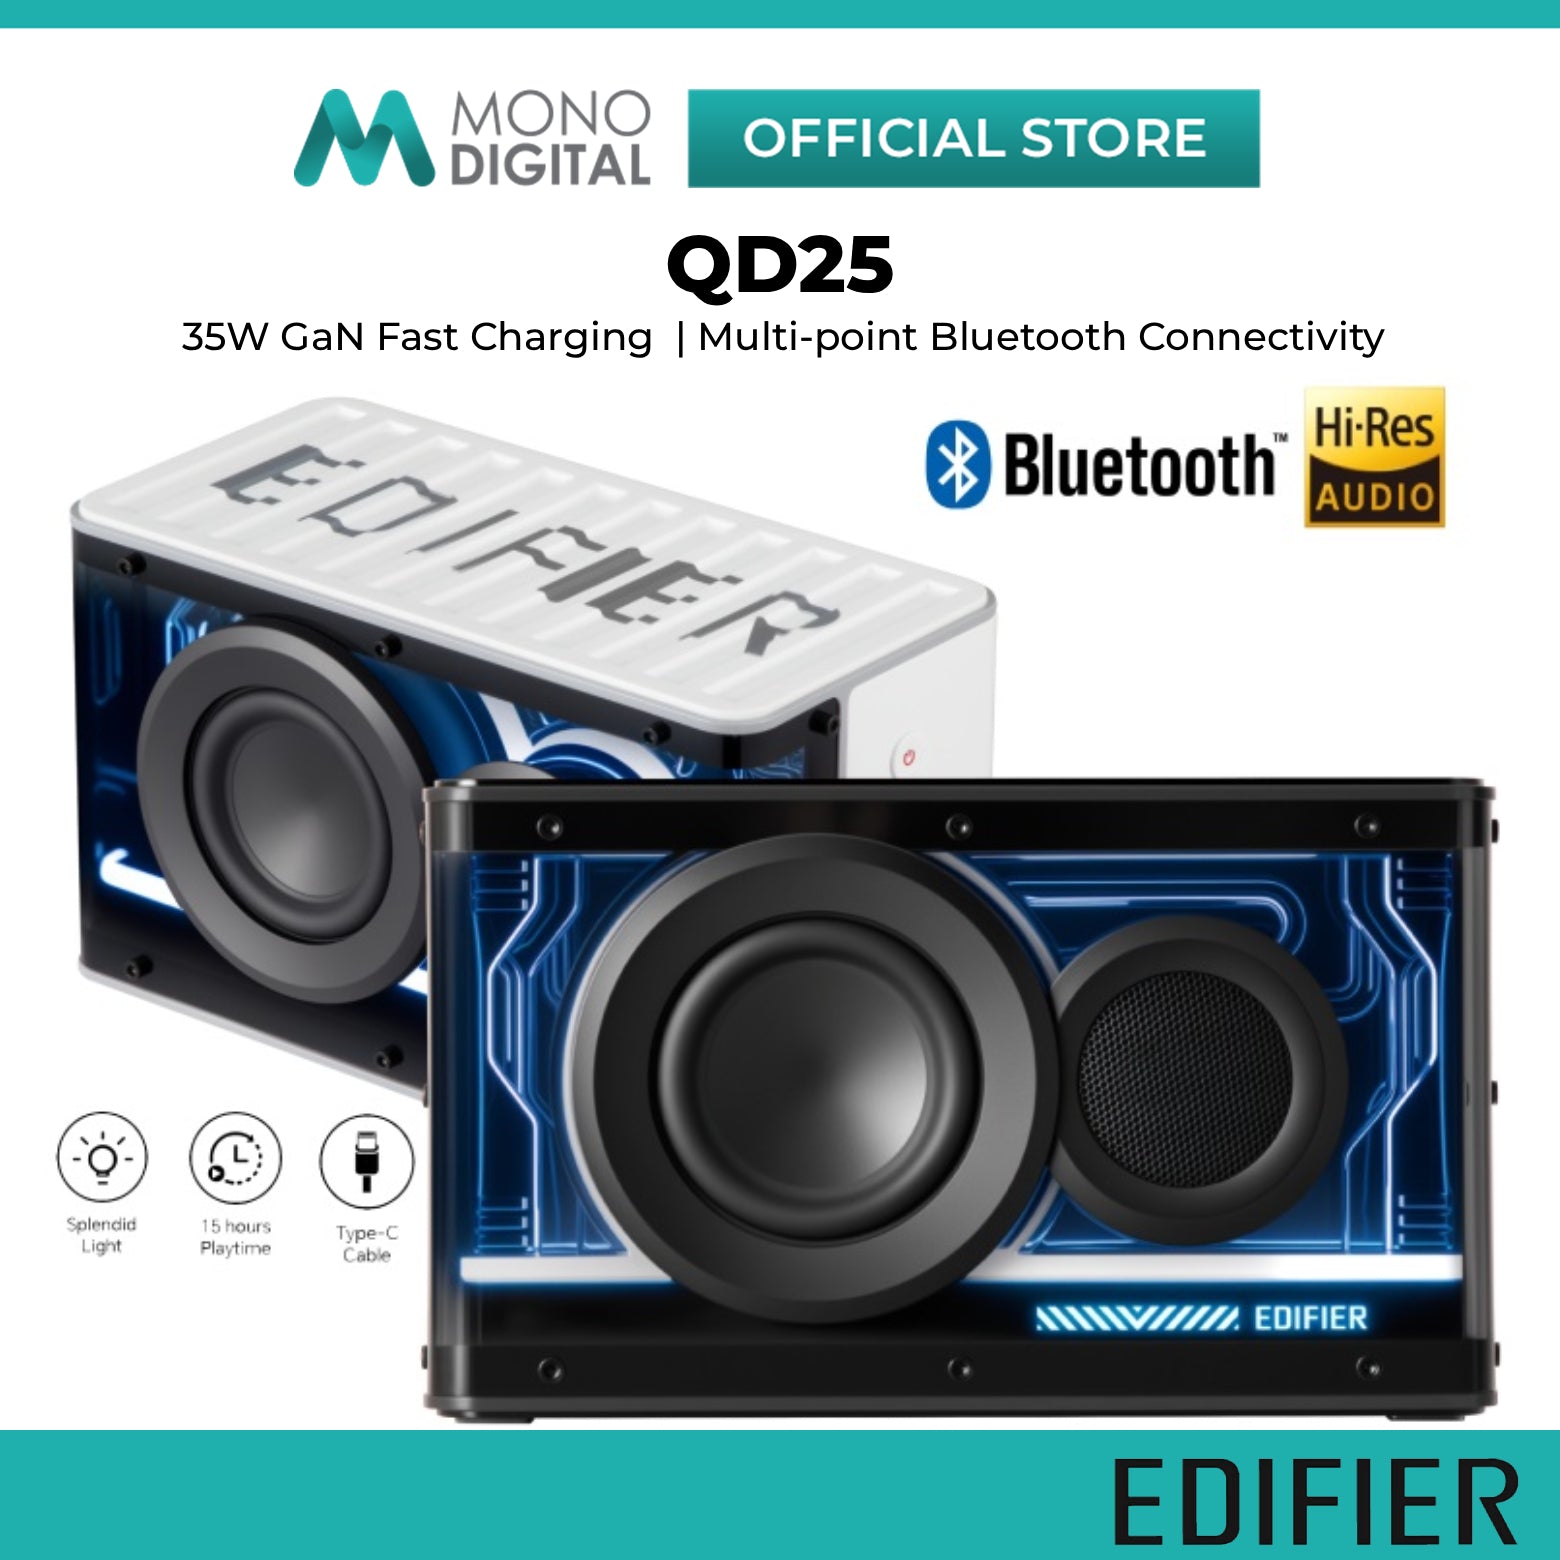 MONO
DIGITAL
OFFICIAL STORE
QD25
35W GaN Fast Charging | Multi-point Bluetooth Connectivity
Bluetooth™
Hi-Res
AUDIO
EDIFIER
EDIFIER
Splendid
Light
15 hours
Playtime
Type-C
Cable
EDIFIER